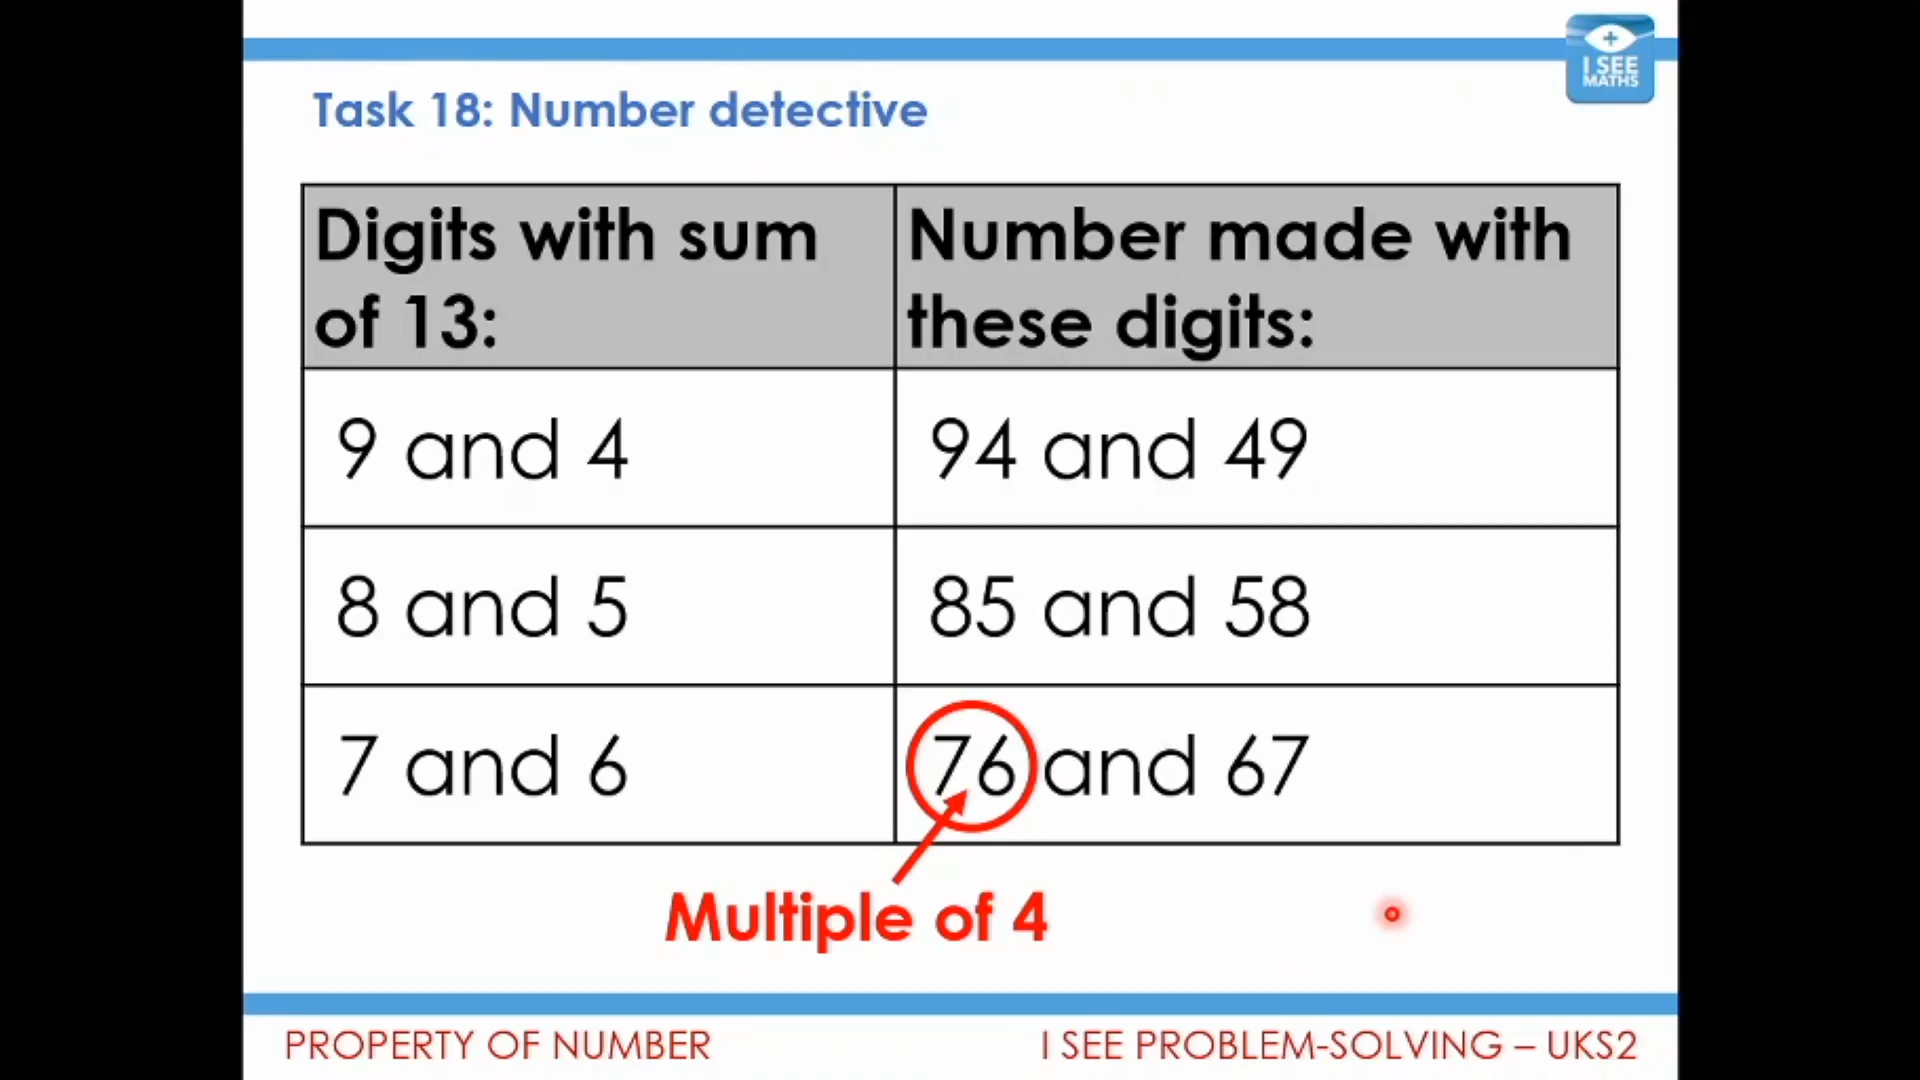 I SEE
MATHS
Task 18: Number detective
Digits with sum
of 13:
Number made with
these digits:
9 and 4
94 and 49
8 and 5
85 and 58
7 and 6
76 and 67
Multiple of 4
PROPERTY OF NUMBER
I SEE PROBLEM-SOLVING – UKS2